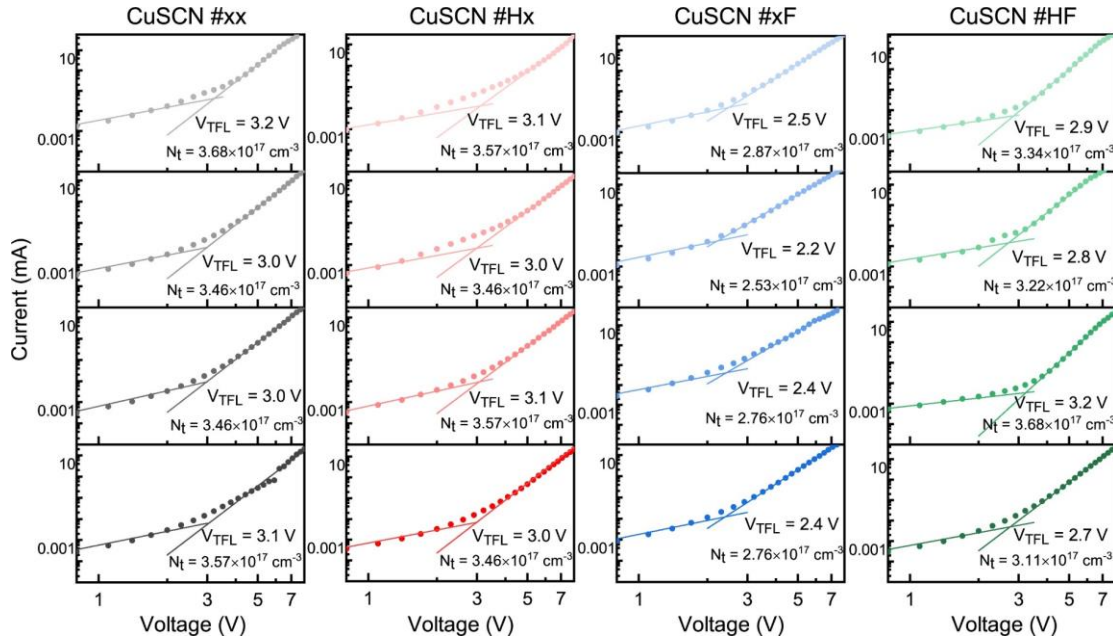 CuSCN #xx
CuSCN #Hx
CuSCN #xF
CuSCN #HF
Current (mA)
10
0.001
V_TFL = 3.2 V
N_t = 3.68×10^17 cm^-3
10
0.001
V_TFL = 3.1 V
N_t = 3.57×10^17 cm^-3
10
0.001
V_TFL = 2.5 V
N_t = 2.87×10^17 cm^-3
10
0.001
V_TFL = 2.9 V
N_t = 3.34×10^17 cm^-3
10
0.001
V_TFL = 3.0 V
N_t = 3.46×10^17 cm^-3
10
0.001
V_TFL = 3.0 V
N_t = 3.46×10^17 cm^-3
10
0.001
V_TFL = 2.2 V
N_t = 2.53×10^17 cm^-3
10
0.001
V_TFL = 2.8 V
N_t = 3.22×10^17 cm^-3
10
0.001
V_TFL = 3.0 V
N_t = 3.46×10^17 cm^-3
10
0.001
V_TFL = 3.1 V
N_t = 3.57×10^17 cm^-3
10
0.001
V_TFL = 2.4 V
N_t = 2.76×10^17 cm^-3
10
0.001
V_TFL = 3.2 V
N_t = 3.68×10^17 cm^-3
10
0.001
V_TFL = 3.1 V
N_t = 3.57×10^17 cm^-3
10
0.001
V_TFL = 3.0 V
N_t = 3.46×10^17 cm^-3
10
0.001
V_TFL = 2.4 V
N_t = 2.76×10^17 cm^-3
10
0.001
V_TFL = 2.7 V
N_t = 3.11×10^17 cm^-3
1 3 5 7
1 3 5 7
1 3 5 7
1 3 5 7
Voltage (V)
Voltage (V)
Voltage (V)
Voltage (V)